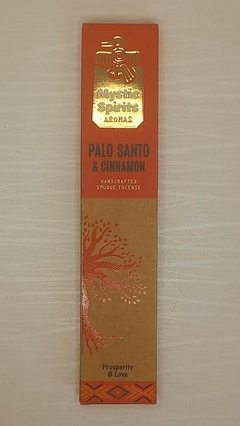 Mystic
Spirits
AROMAS
PALO SANTO
& CINNAMON
HANDCRAFTED
SMUDGE INCENSE
Prosperity
& Love